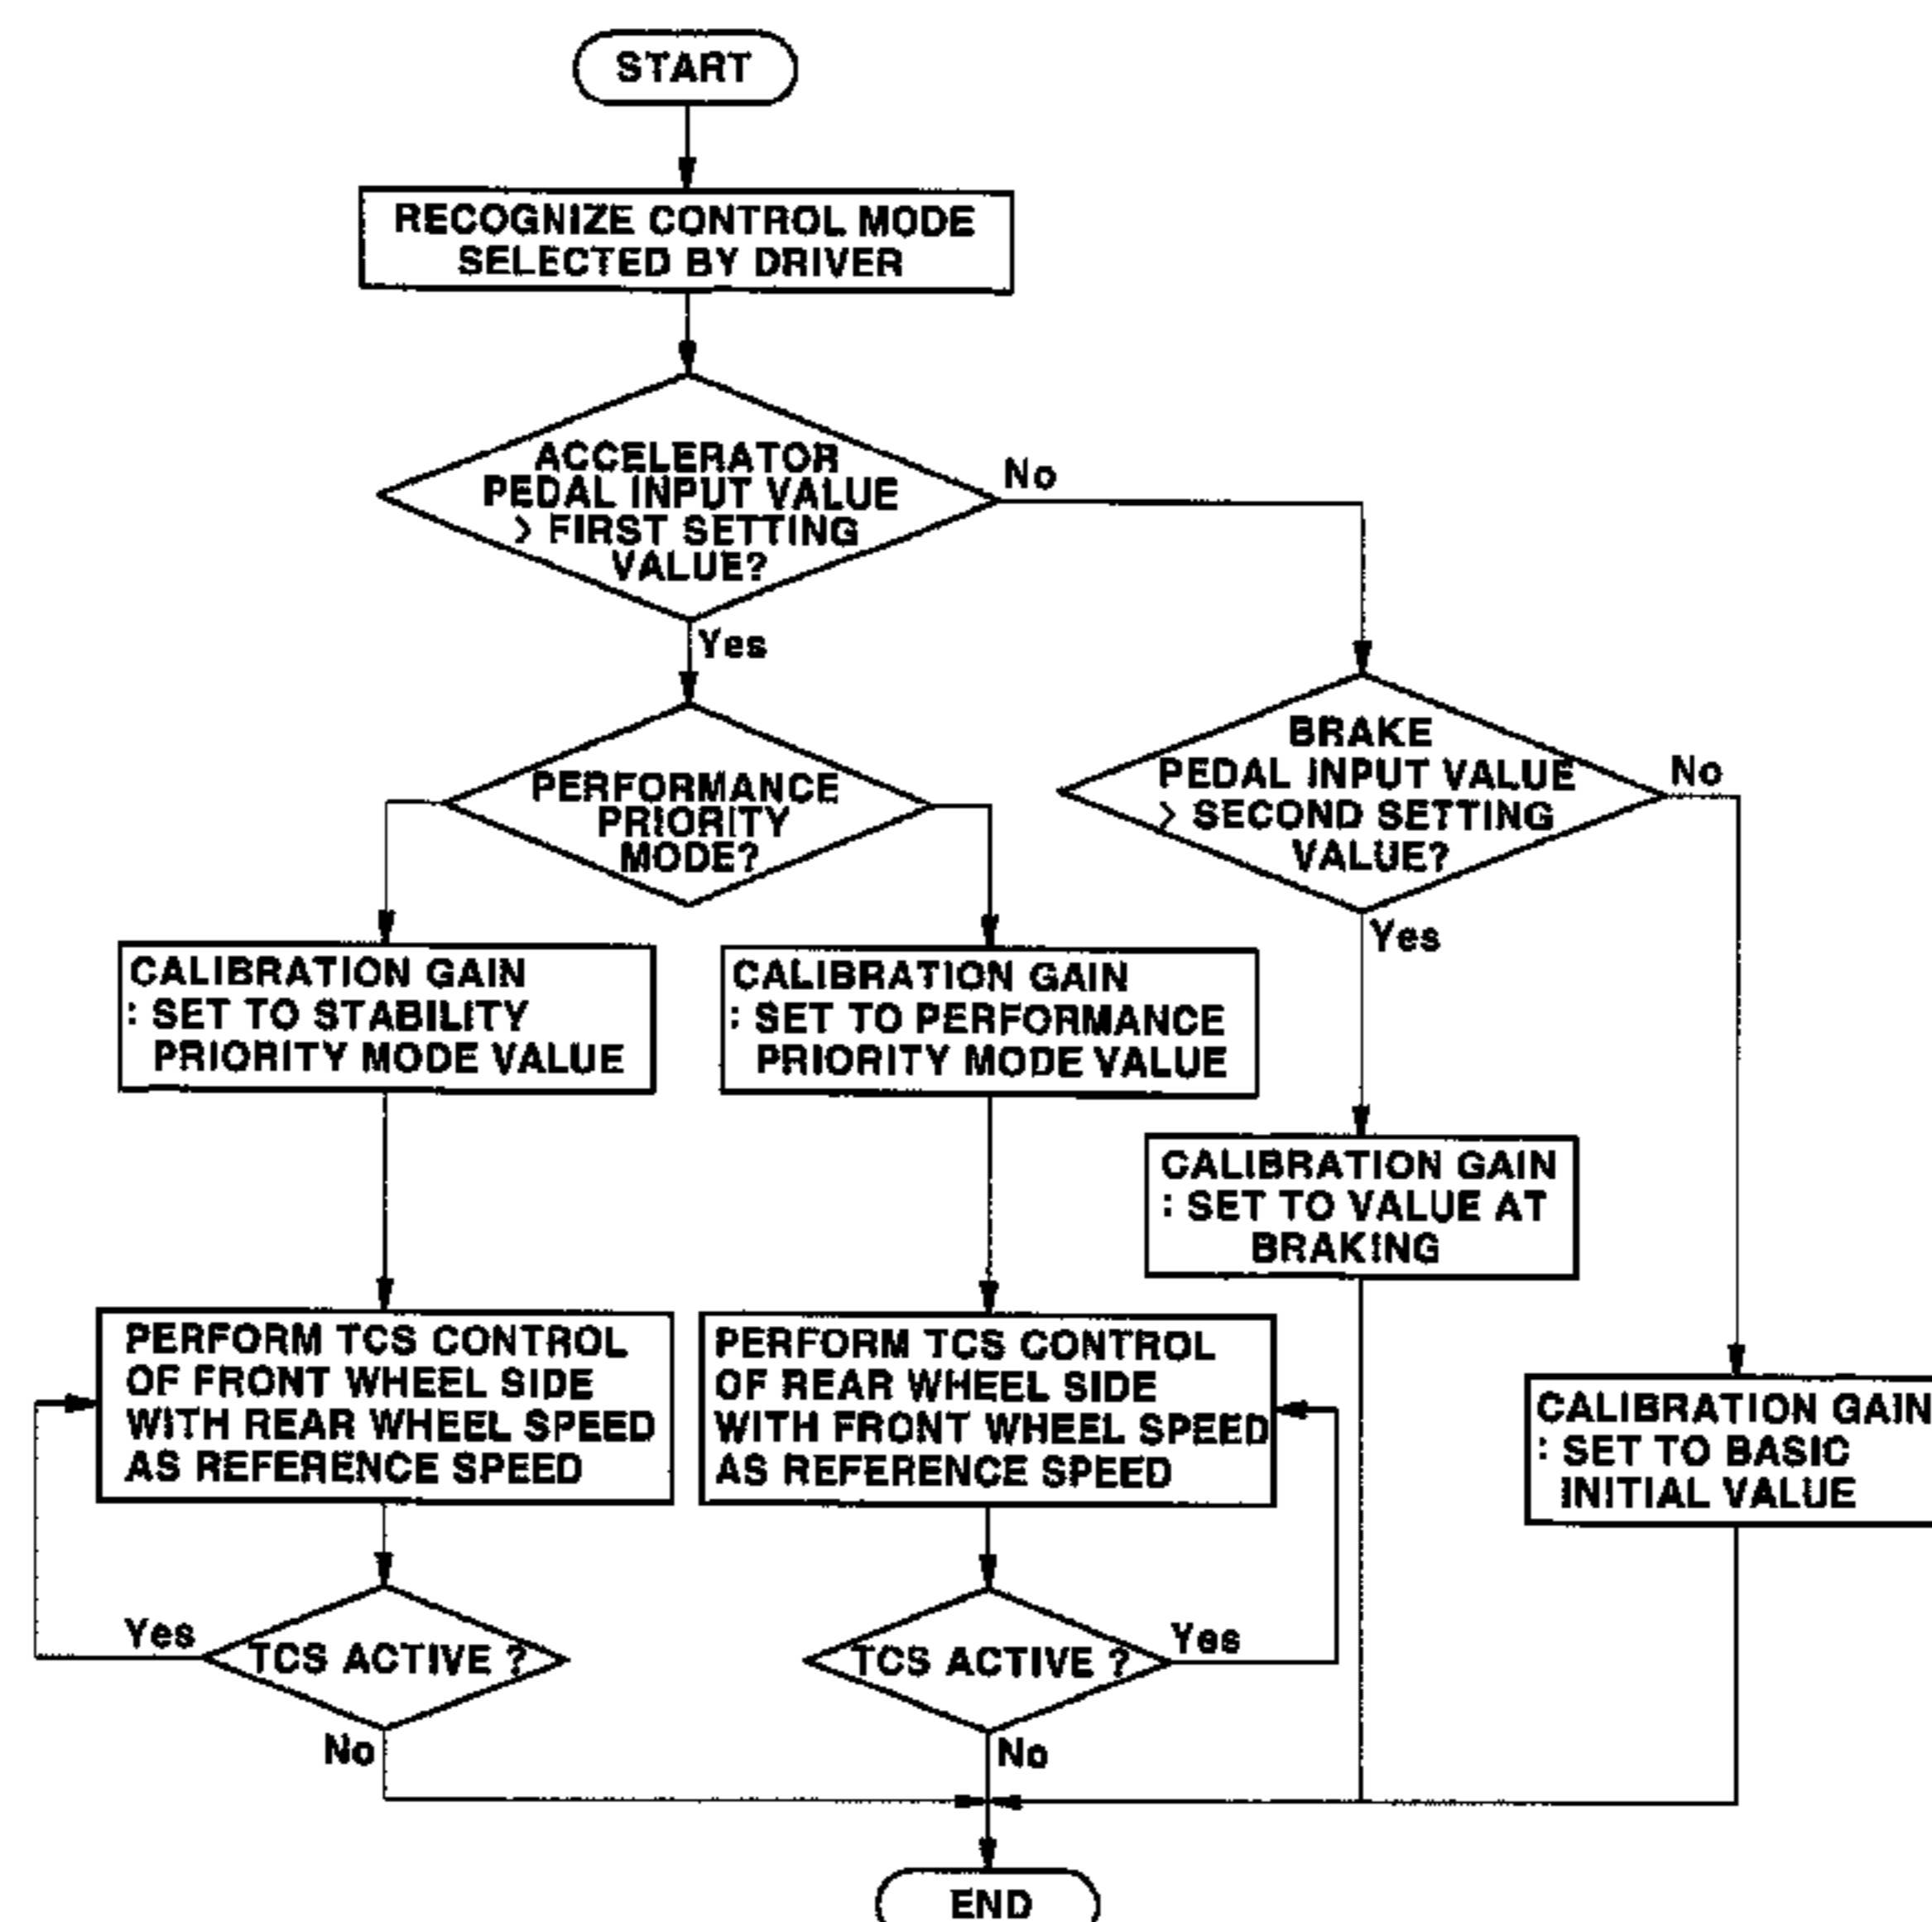 START
RECOGNIZE CONTROL MODE
SELECTED BY DRIVER
ACCELERATOR
PEDAL INPUT VALUE
> FIRST SETTING
VALUE?
No
Yes
PERFORMANCE
PRIORITY
MODE?
BRAKE
PEDAL INPUT VALUE
> SECOND SETTING
VALUE?
No
Yes
CALIBRATION GAIN
: SET TO STABILITY
PRIORITY MODE VALUE
CALIBRATION GAIN
: SET TO PERFORMANCE
PRIORITY MODE VALUE
CALIBRATION GAIN
: SET TO VALUE AT
BRAKING
PERFORM TCS CONTROL
OF FRONT WHEEL SIDE
WITH REAR WHEEL SPEED
AS REFERENCE SPEED
PERFORM TCS CONTROL
OF REAR WHEEL SIDE
WITH FRONT WHEEL SPEED
AS REFERENCE SPEED
CALIBRATION GAIN
: SET TO BASIC
INITIAL VALUE
Yes
TCS ACTIVE ?
No
TCS ACTIVE ?
Yes
No
END